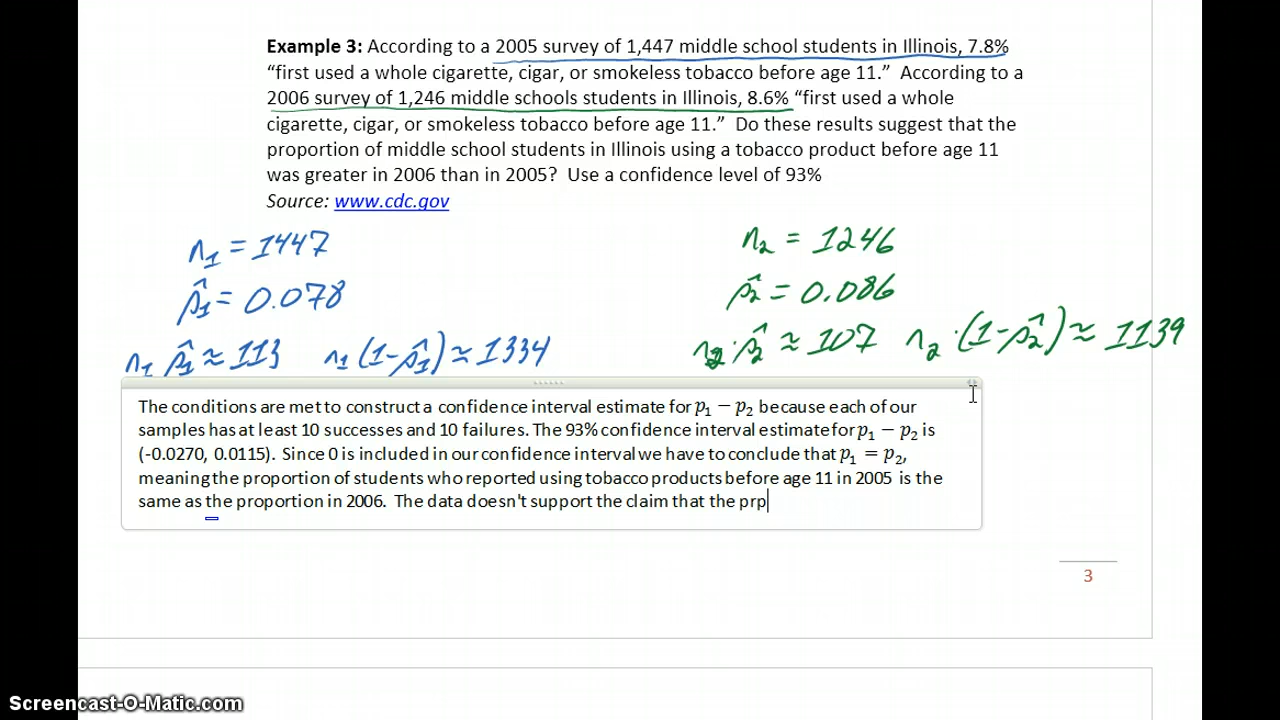 Example 3: According to a 2005 survey of 1,447 middle school students in Illinois, 7.8%
“first used a whole cigarette, cigar, or smokeless tobacco before age 11.”  According to a
2006 survey of 1,246 middle schools students in Illinois, 8.6% “first used a whole
cigarette, cigar, or smokeless tobacco before age 11.”  Do these results suggest that the
proportion of middle school students in Illinois using a tobacco product before age 11
was greater in 2006 than in 2005?  Use a confidence level of 93%
Source: www.cdc.gov
n₁ = 1447
n₂ = 1246
p̂₁ = 0.078
p̂₂ = 0.086
n₁ p̂₁ ≈ 113 n₁(1-p̂₁) ≈ 1334
n₂·p̂₂ ≈ 107 n₂·(1-p̂₂) ≈ 1139
The conditions are met to construct a confidence interval estimate for p₁ − p₂ because each of our
samples has at least 10 successes and 10 failures. The 93% confidence interval estimate for p₁ − p₂ is
(-0.0270, 0.0115).  Since 0 is included in our confidence interval we have to conclude that p₁ = p₂,
meaning the proportion of students who reported using tobacco products before age 11 in 2005 is the
same as the proportion in 2006.  The data doesn't support the claim that the prp
3
Screencast-O-Matic.com